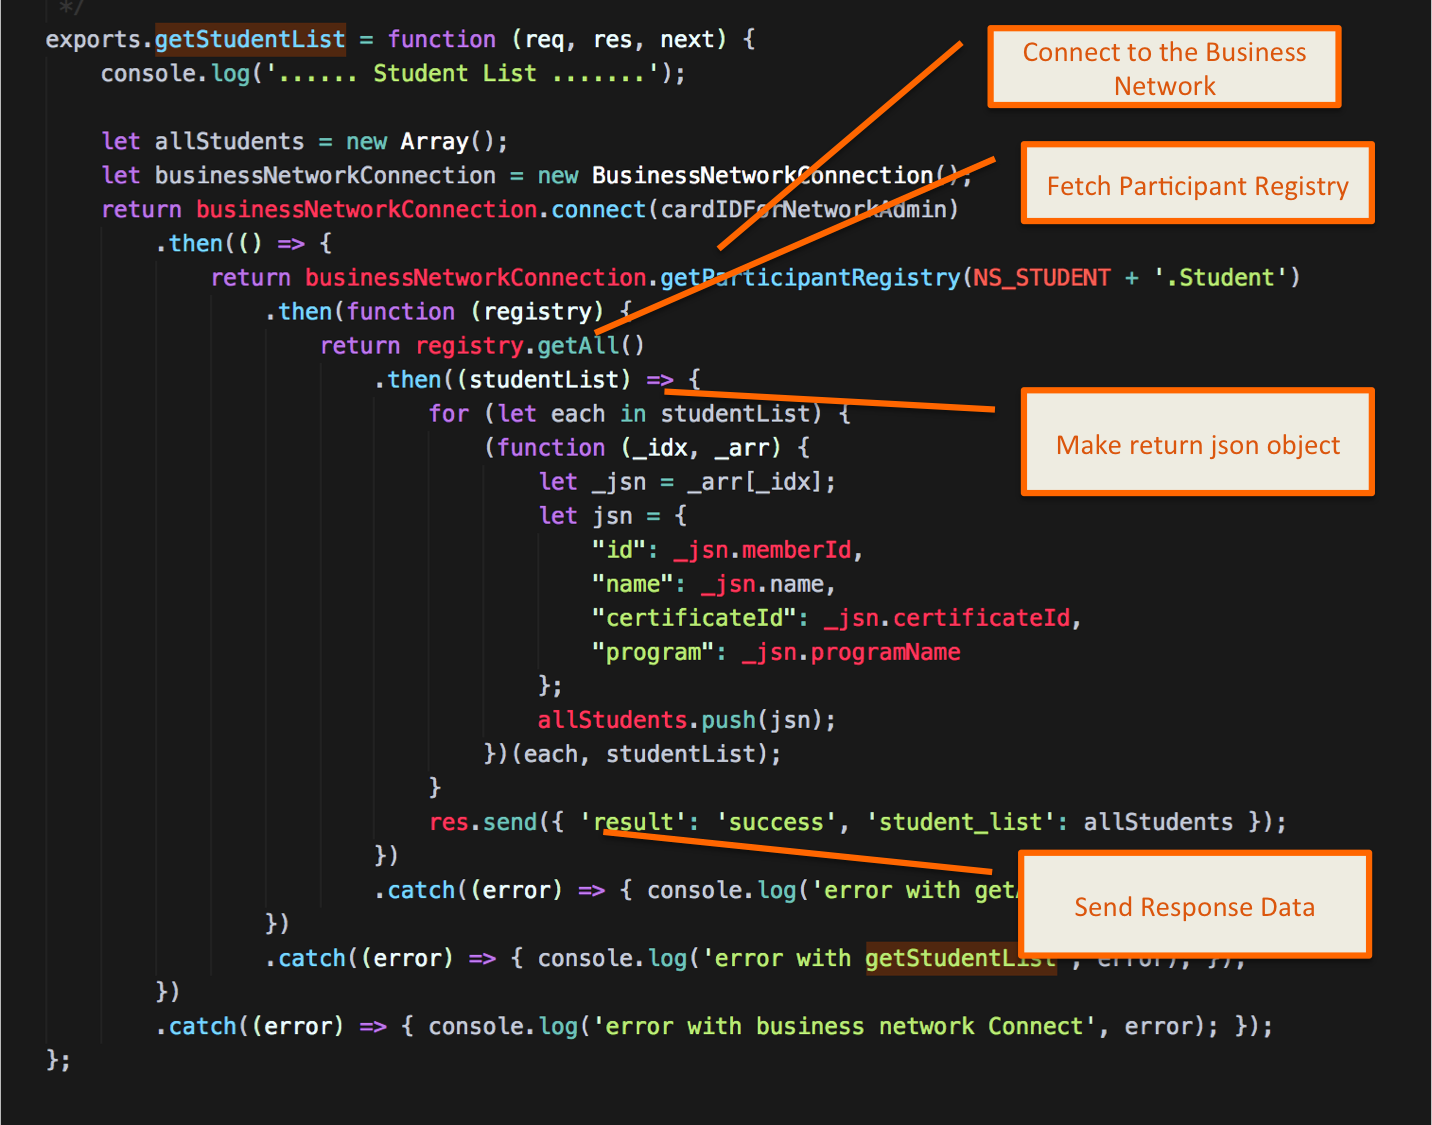 */
exports.getStudentList = function (req, res, next) {
console.log('...... Student List .......');
Connect to the Business
Network
let allStudents = new Array();
let businessNetworkConnection = new BusinessNetworkConnection();
Fetch Participant Registry
return businessNetworkConnection.connect(cardIDForNetworkAdmin)
.then(() => {
return businessNetworkConnection.getParticipantRegistry(NS_STUDENT + '.Student')
.then(function (registry) {
return registry.getAll()
.then((studentList) => {
for (let each in studentList) {
(function (_idx, _arr) {
Make return json object
let _jsn = _arr[_idx];
let jsn = {
"id": _jsn.memberId,
"name": _jsn.name,
"certificateId": _jsn.certificateId,
"program": _jsn.programName
};
allStudents.push(jsn);
})(each, studentList);
}
res.send({ 'result': 'success', 'student_list': allStudents });
})
.catch((error) => { console.log('error with
Send Response Data
})
.catch((error) => { console.log('error with getStudentList', error); });
})
.catch((error) => { console.log('error with business network Connect', error); });
};